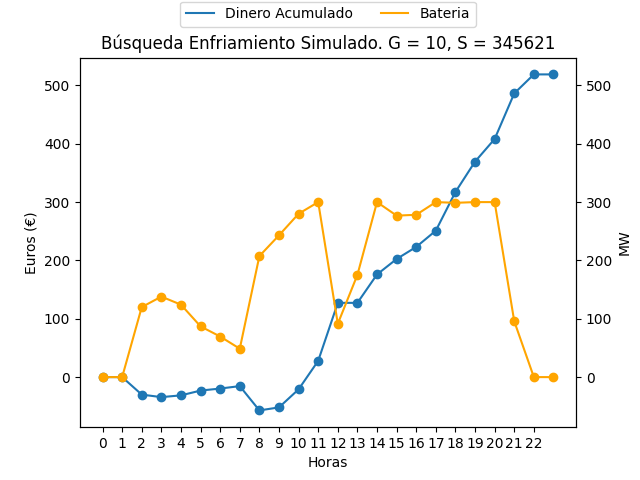 Dinero Acumulado Bateria
Búsqueda Enfriamiento Simulado. G = 10, S = 345621
500 500
400 400
300 300
200 200
100 100
0 0
Euros (€)
MW
0 1 2 3 4 5 6 7 8 9 10 11 12 13 14 15 16 17 18 19 20 21 22
Horas